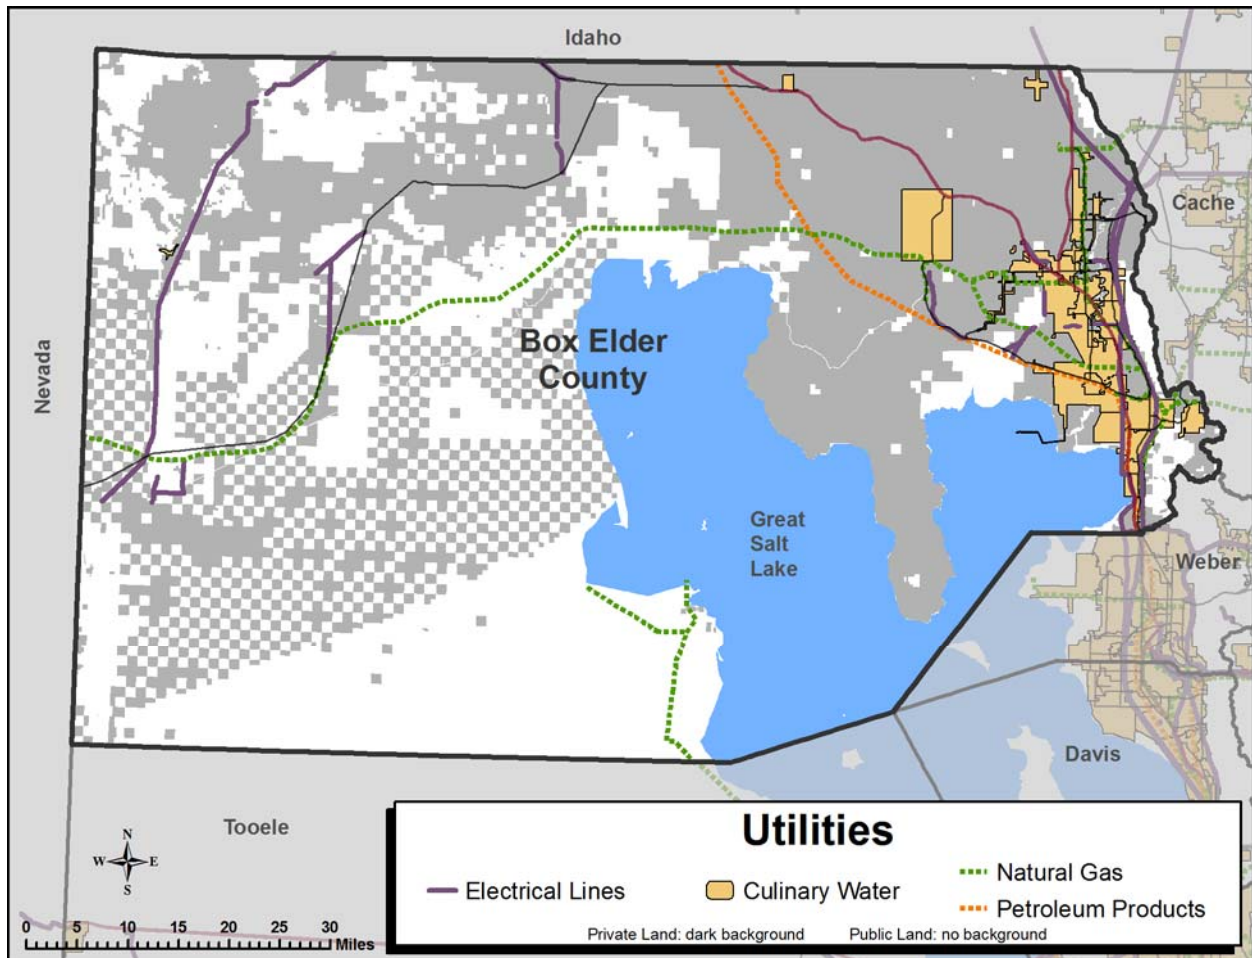 Idaho
Cache
Nevada
Box Elder
County
Great
Salt
Lake
Weber
Davis
Tooele
N
W
E
S
0 5 10 15 20 25 30
Miles
Utilities
Electrical Lines
Culinary Water
Natural Gas
Petroleum Products
Private Land: dark background
Public Land: no background